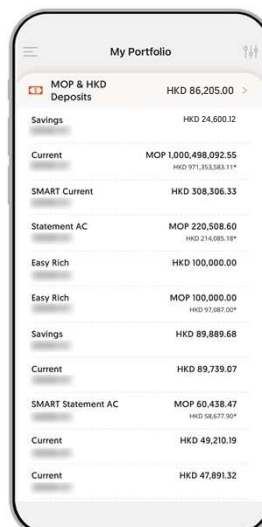 My Portfolio
MOP & HKD
Deposits
HKD 86,205.00 >
Savings
HKD 24,600.12
Current
MOP 1,000,498,092.55
HKD 971,353,583.11*
SMART Current
HKD 308,306.33
Statement AC
MOP 220,508.60
HKD 214,085.18*
Easy Rich
HKD 100,000.00
Easy Rich
MOP 100,000.00
HKD 97,087.00*
Savings
HKD 89,889.68
Current
HKD 89,739.07
SMART Statement AC
MOP 60,438.47
HKD 58,677.90*
Current
HKD 49,210.19
Current
HKD 47,891.32